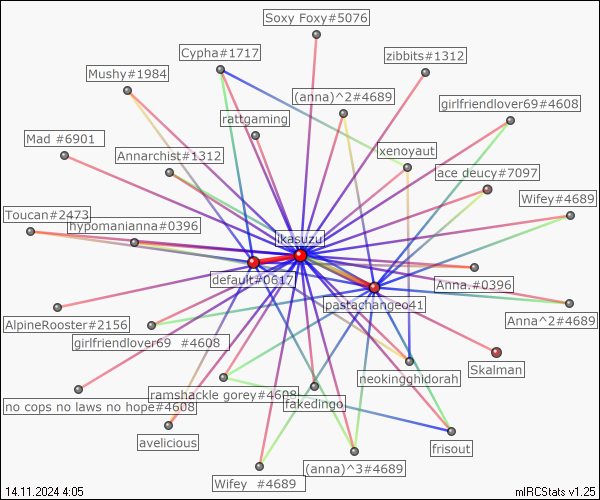 Soxy Foxy#5076
Cypha#1717
zibbits#1312
Mushy#1984
(anna)^2#4689
girlfriendlover69#4608
rattgaming
Mad #6901
xenoyaut
Annarchist#1312
ace deucy#7097
Wifey#4689
Toucan#2473
hypomanianna#0396
ikasuzu
default#0617
Anna.#0396
pastachangeo41
AlpineRooster#2156
Anna^2#4689
girlfriendlover69 #4608
Skalman
neokingghidorah
ramshackle gorey#4608
no cops no laws no hope#4608
fakedingo
avelicious
frisout
(anna)^3#4689
Wifey #4689
14.11.2024 4:05
mIRCStats v1.25